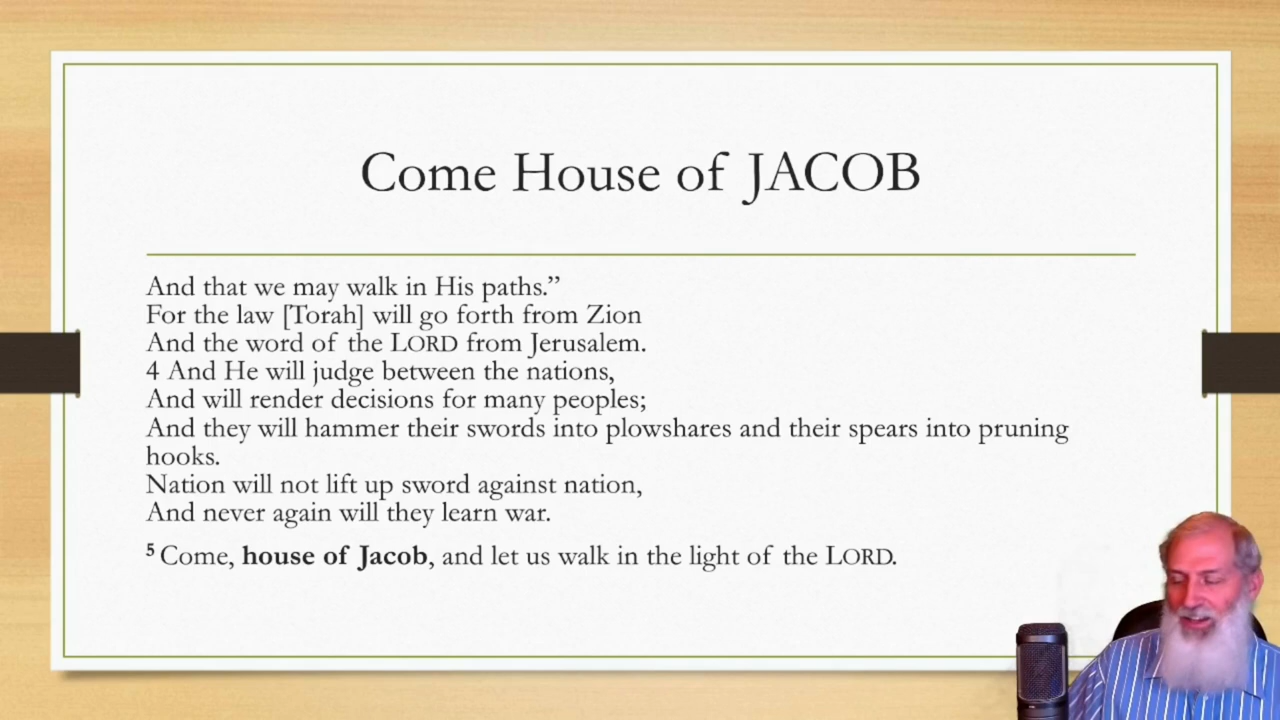 Come House of JACOB
And that we may walk in His paths.”
For the law [Torah] will go forth from Zion
And the word of the LORD from Jerusalem.
4 And He will judge between the nations,
And will render decisions for many peoples;
And they will hammer their swords into plowshares and their spears into pruning
hooks.
Nation will not lift up sword against nation,
And never again will they learn war.
5 Come, house of Jacob, and let us walk in the light of the LORD.